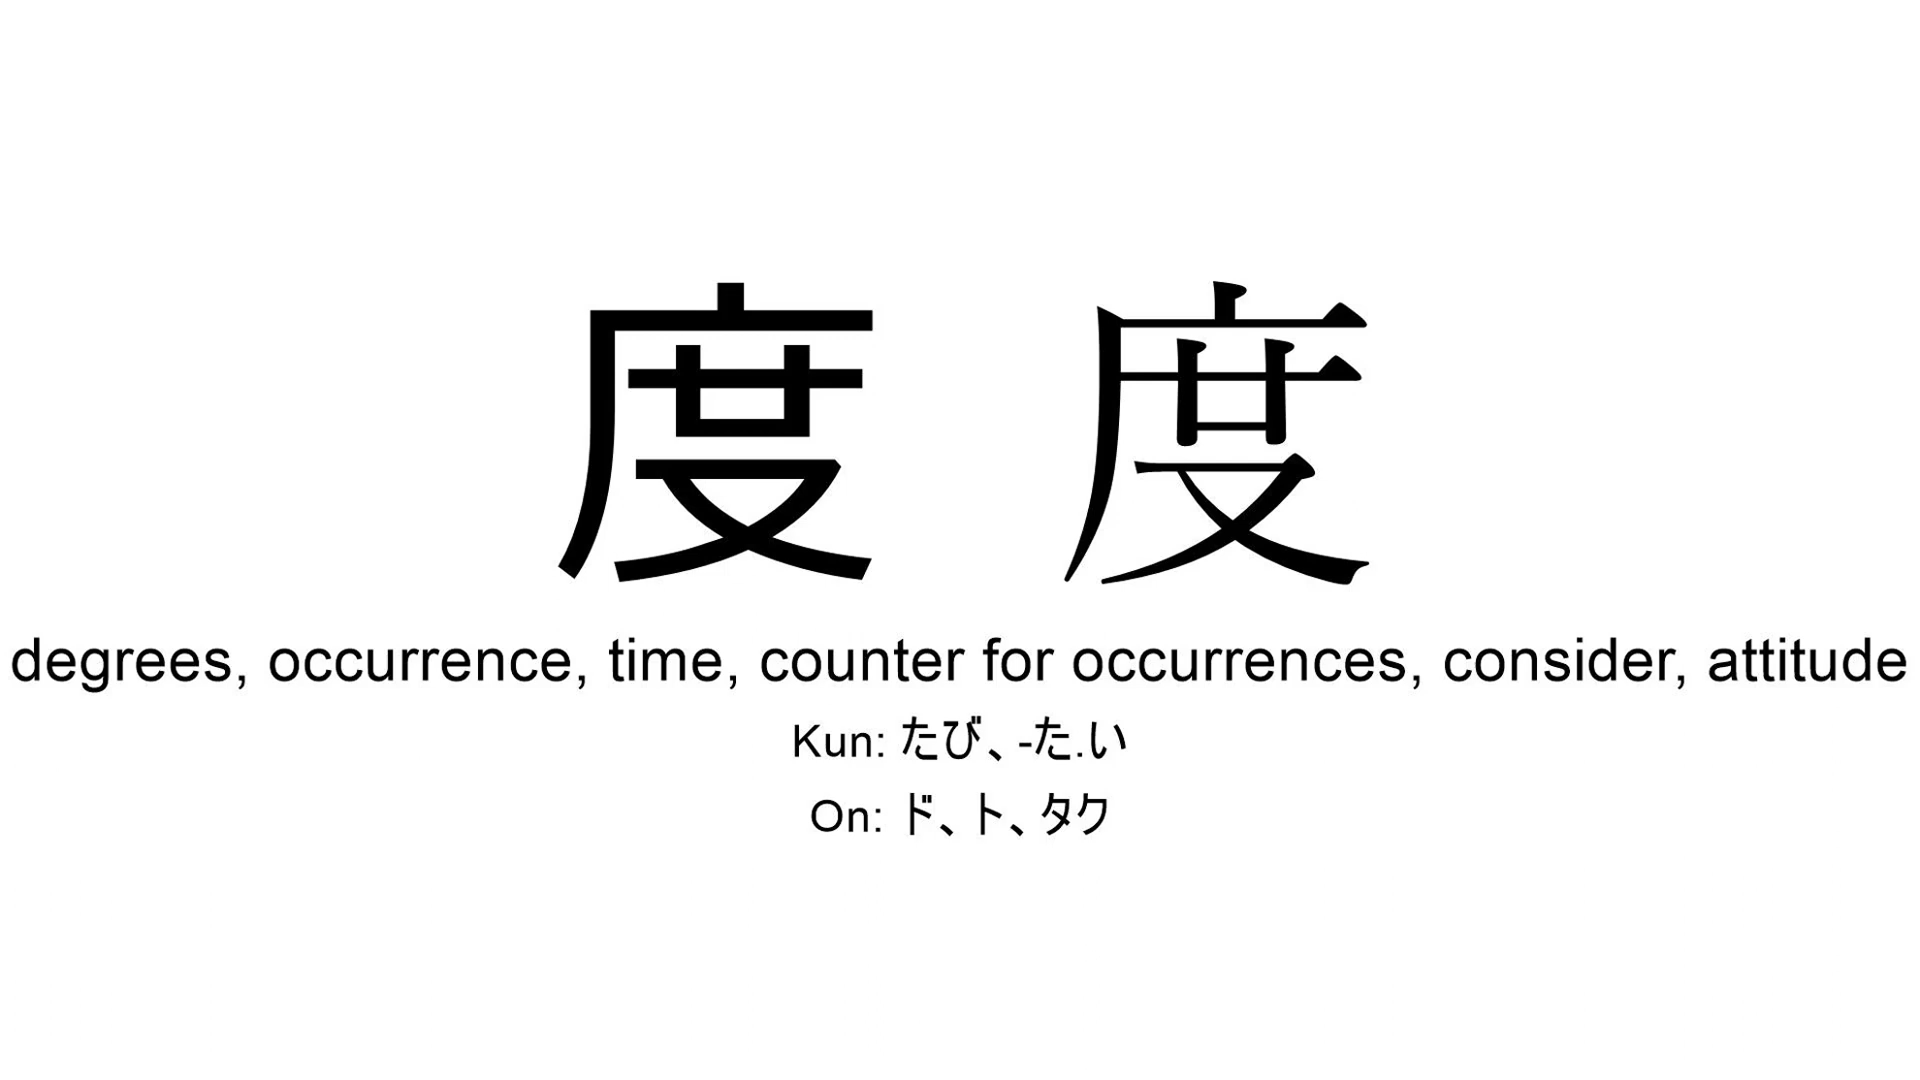 度 度
degrees, occurrence, time, counter for occurrences, consider, attitude
Kun: たび、-た.い
On: ド、ト、タク